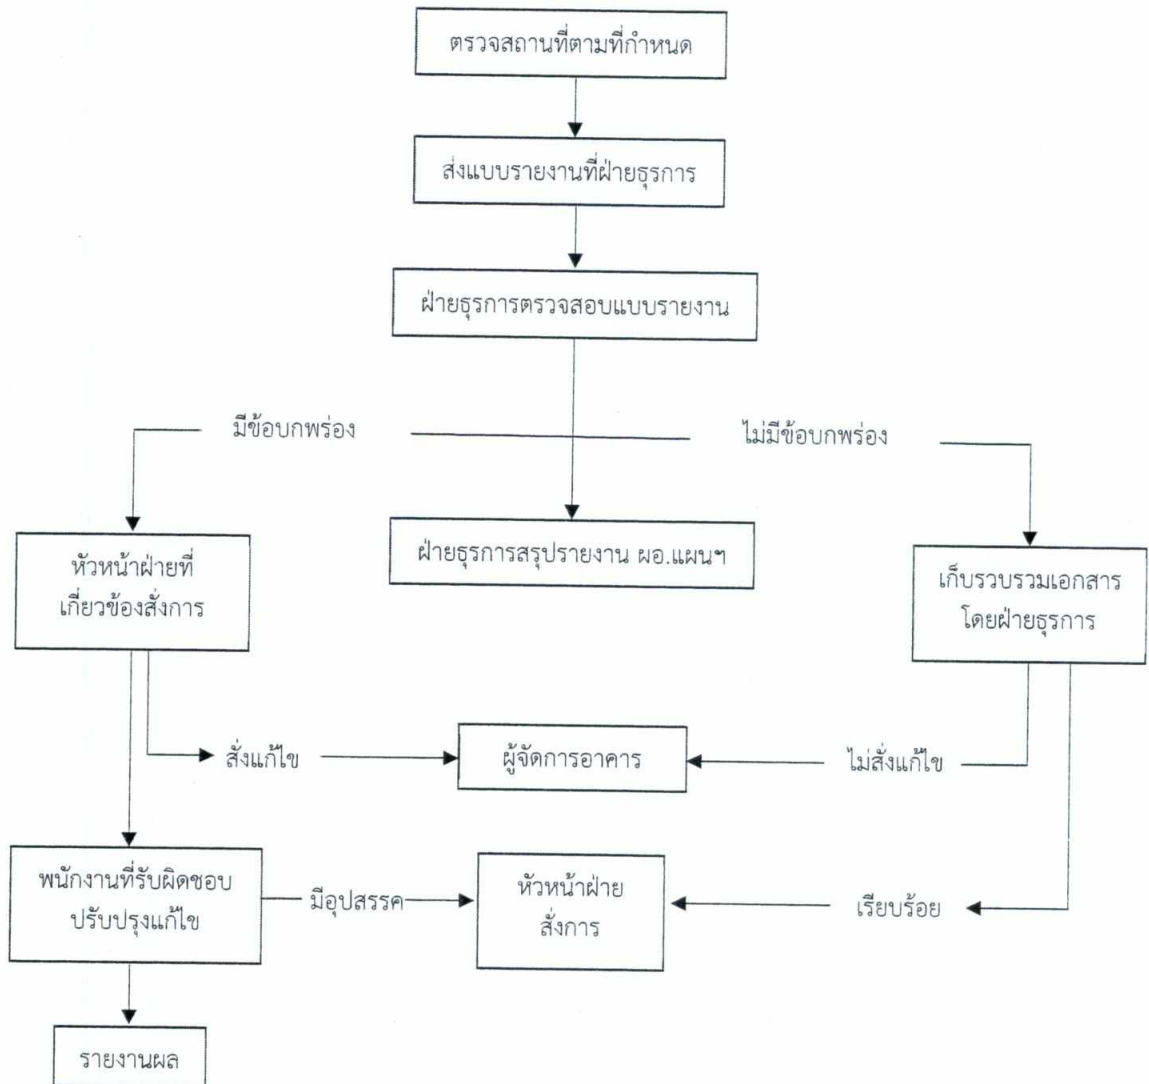 ตรวจสถานที่ตามที่กำหนด
ส่งแบบรายงานที่ฝ่ายธุรการ
ฝ่ายธุรการตรวจสอบแบบรายงาน
มีข้อบกพร่อง
ไม่มีข้อบกพร่อง
หัวหน้าฝ่ายที่
เกี่ยวข้องสั่งการ
ฝ่ายธุรการสรุปรายงาน ผอ.แผนฯ
เก็บรวบรวมเอกสาร
โดยฝ่ายธุรการ
สั่งแก้ไข
ผู้จัดการอาคาร
ไม่สั่งแก้ไข
พนักงานที่รับผิดชอบ
ปรับปรุงแก้ไข
มีอุปสรรค
หัวหน้าฝ่าย
สั่งการ
เรียบร้อย
รายงานผล